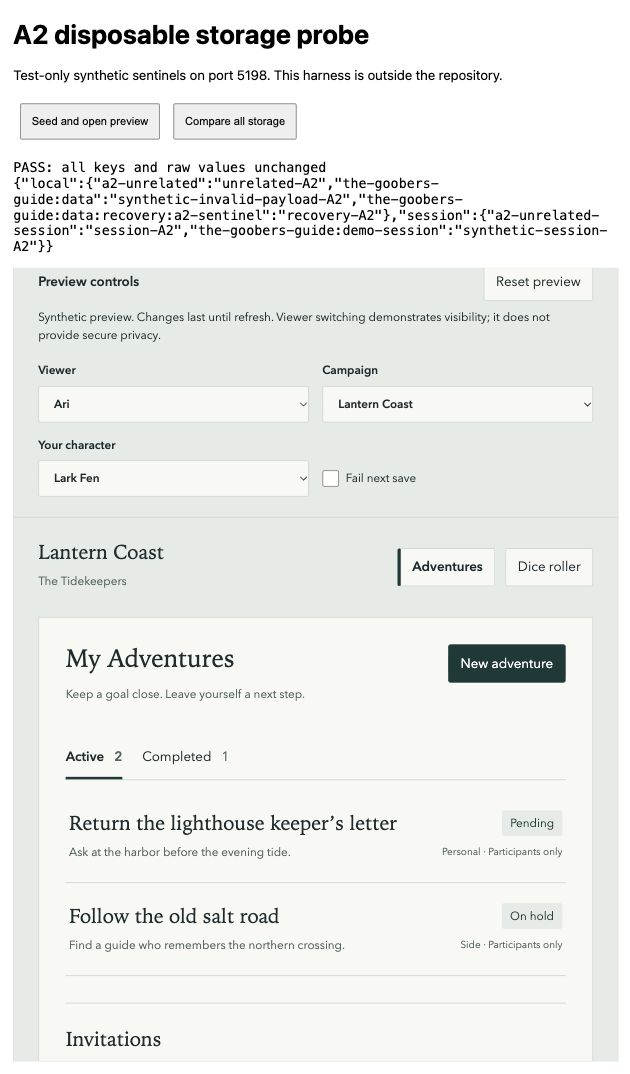 A2 disposable storage probe
Test-only synthetic sentinels on port 5198. This harness is outside the repository.
Seed and open preview
Compare all storage
PASS: all keys and raw values unchanged
{"local":{"a2-unrelated":"unrelated-A2","the-goobers-
guide:data":"synthetic-invalid-payload-A2","the-goobers-
guide:data:recovery:a2-sentinel":"recovery-A2"},"session":{"a2-unrelated-
session":"session-A2","the-goobers-guide:demo-session":"synthetic-session-
A2"}}
Preview controls
Reset preview
Synthetic preview. Changes last until refresh. Viewer switching demonstrates visibility; it does not
provide secure privacy.
Viewer
Campaign
Ari
Lantern Coast
Your character
Lark Fen
Fail next save
Lantern Coast
The Tidekeepers
Adventures
Dice roller
My Adventures
New adventure
Keep a goal close. Leave yourself a next step.
Active 2
Completed 1
Return the lighthouse keeper’s letter
Pending
Ask at the harbor before the evening tide.
Personal · Participants only
Follow the old salt road
On hold
Find a guide who remembers the northern crossing.
Side · Participants only
Invitations